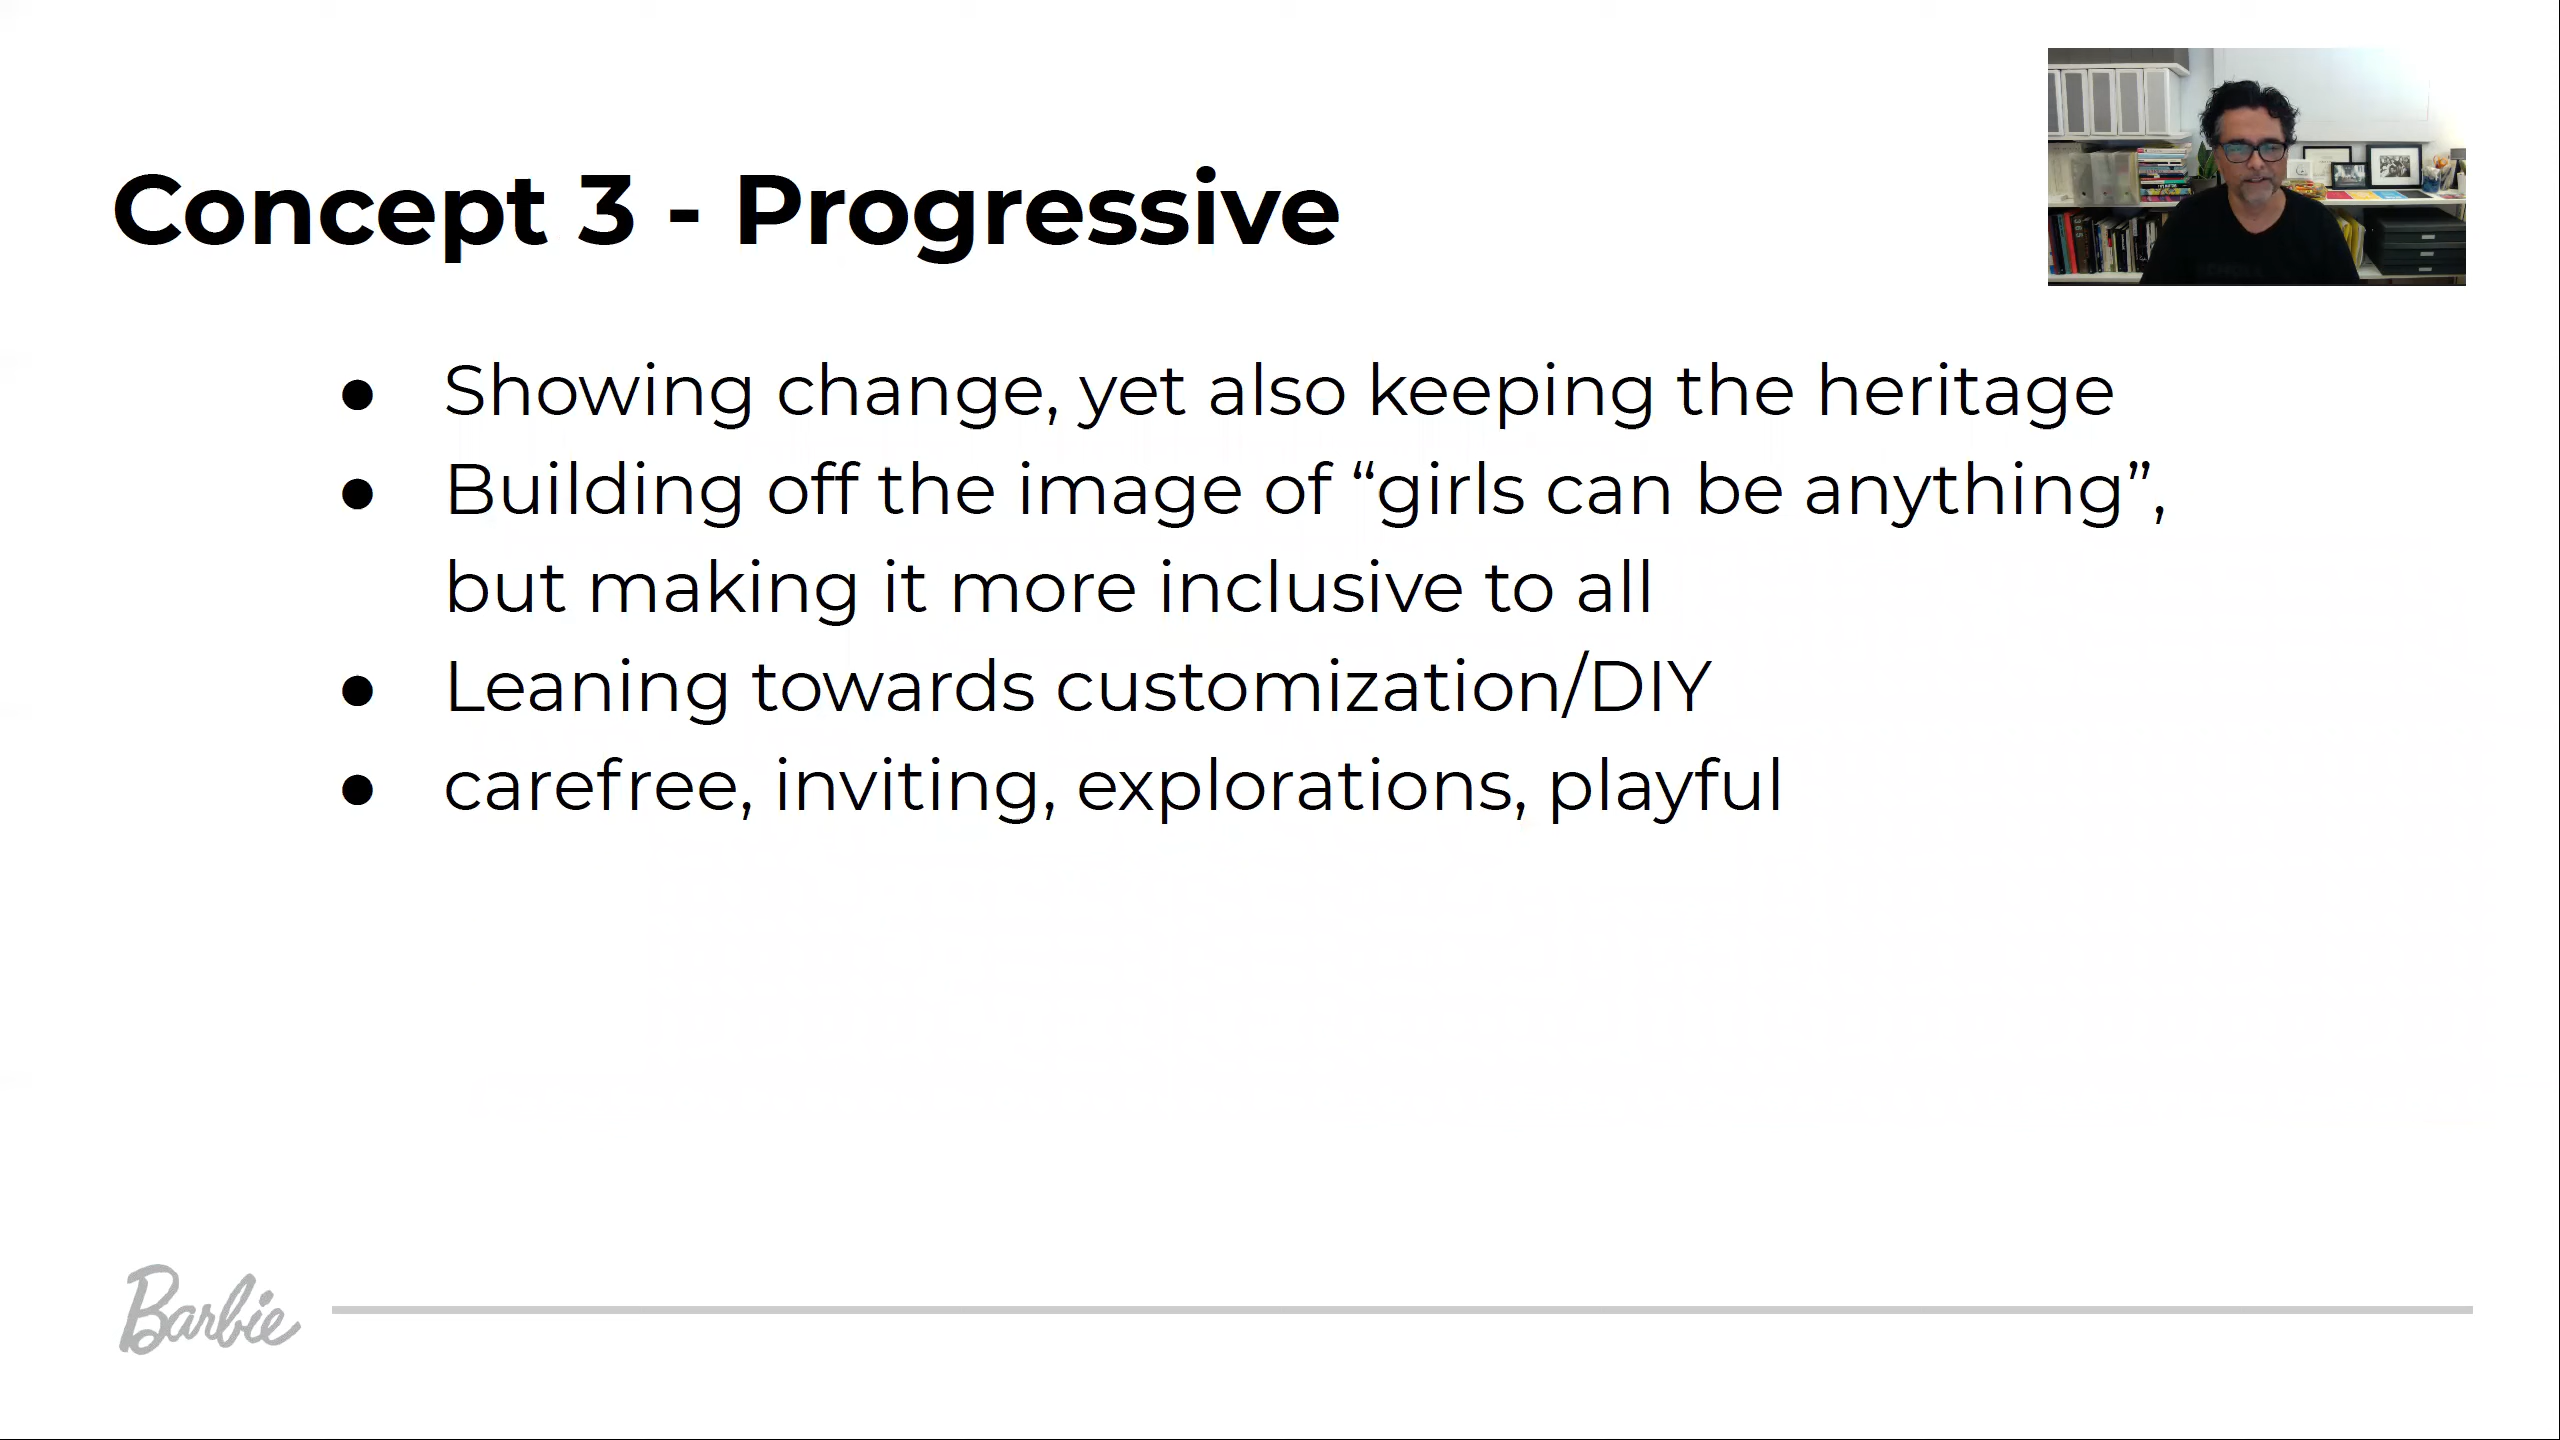 Concept 3 - Progressive
● Showing change, yet also keeping the heritage
● Building off the image of “girls can be anything”,
but making it more inclusive to all
● Leaning towards customization/DIY
● carefree, inviting, explorations, playful
Barbie